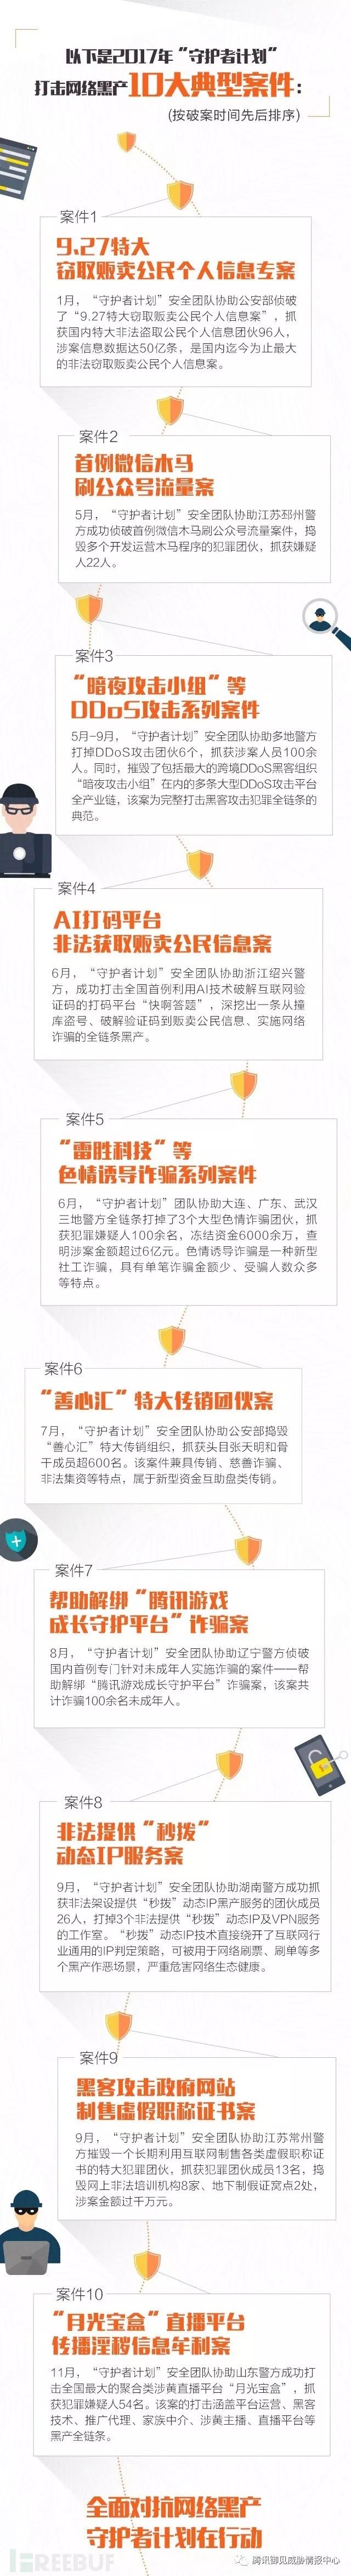 以下是2017年“守护者计划”
打击网络黑产10大典型案件：
(按破案时间先后排序)
案件1
9.27特大
窃取贩卖公民个人信息专案
1月，“守护者计划”安全团队协助公安部侦破
了“9.27特大窃取贩卖公民个人信息案”，抓
获国内特大非法盗取公民个人信息团伙96人，
涉案信息数据达50亿条，是国内迄今为止最大
的非法窃取贩卖公民个人信息案。
案件2
首例微信木马
刷公众号流量案
5月，“守护者计划”安全团队协助江苏邳州警
方成功侦破首例微信木马刷公众号流量案件，捣
毁多个开发运营木马程序的犯罪团伙，抓获嫌疑
人22人。
案件3
“暗夜攻击小组”等
DDoS攻击系列案件
5月-9月，“守护者计划”安全团队协助多地警方
打掉DDoS攻击团伙6个，抓获涉案人员100余
人。同时，摧毁了包括最大的跨境DDoS黑客组织
“暗夜攻击小组”在内的多条大型DDoS攻击平台
全产业链，该案为完整打击黑客攻击犯罪全链条的
典范。
案件4
AI打码平台
非法获取贩卖公民信息案
6月，“守护者计划”安全团队协助浙江绍兴警
方，成功打击全国首例利用AI技术破解互联网验
证码的打码平台“快啊答题”，深挖出一条从撞
库盗号、破解验证码到贩卖公民信息、实施网络
诈骗的全链条黑产。
案件5
“雷胜科技”等
色情诱导诈骗系列案件
6月，“守护者计划”团队协助大连、广东、武汉
三地警方全链条打掉了3个大型色情诈骗团伙，抓
获犯罪嫌疑人100余名，冻结资金6000余万，查
明涉案金额超过6亿元。色情诱导诈骗是一种新型
社工诈骗，具有单笔诈骗金额少、受骗人数众多
等特点。
案件6
“善心汇”特大传销团伙案
7月，“守护者计划”安全团队协助公安部捣毁
“善心汇”特大传销组织，抓获头目张天明和骨
干成员超600名。该案件兼具传销、慈善诈骗、
非法集资等特点，属于新型资金互助盘类传销。
案件7
帮助解绑“腾讯游戏
成长守护平台”诈骗案
8月，“守护者计划”安全团队协助辽宁警方侦破
国内首例专门针对未成年人实施诈骗的案件——帮
助解绑“腾讯游戏成长守护平台”诈骗案，该案共
计诈骗100余名未成年人。
案件8
非法提供“秒拨”
动态IP服务案
9月，“守护者计划”安全团队协助湖南警方成功抓
获非法架设提供“秒拨”动态IP黑产服务的团伙成员
26人，打掉3个非法提供“秒拨”动态IP及VPN服务
的工作室。“秒拨”动态IP技术直接绕开了互联网行
业通用的IP判定策略，可被用于网络刷票、刷单等多
个黑产作恶场景，严重危害网络生态健康。
案件9
黑客攻击政府网站
制售虚假职称证书案
9月，“守护者计划”安全团队协助江苏常州警
方摧毁一个长期利用互联网制售各类虚假职称证
书的特大犯罪团伙，抓获犯罪团伙成员13名，捣
毁网上非法培训机构8家、地下制假证窝点2处，
涉案金额过千万元。
案件10
“月光宝盒”直播平台
传播淫秽信息牟利案
11月，“守护者计划”安全团队协助山东警方成功打
击全国最大的聚合类涉黄直播平台“月光宝盒”，抓
获犯罪嫌疑人54名。该案的打击涵盖平台运营、黑客
技术、推广代理、家族中介、涉黄主播、直播平台等
黑产全链条。
全面对抗网络黑产
守护者计划在行动
腾讯御见威胁情报中心
FREEBUF